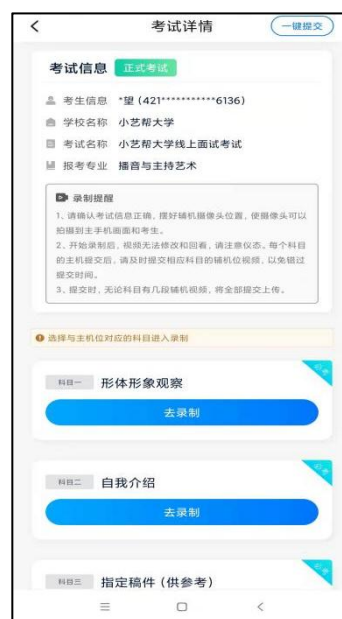 考试详情
一键提交
考试信息 正式考试
考生信息 *望 (421***********6136)
学校名称 小艺帮大学
考试名称 小艺帮大学线上面试考试
报考专业 播音与主持艺术
录制提醒
1、请确认考试信息正确，摆好辅机摄像头位置，使摄像头可以
拍摄到主手机画面和考生。
2、开始录制后，视频无法修改和回看，请注意仪态。每个科目
的主机提交后，请及时提交相应科目的辅机位视频，以免错过
提交时间。
3、提交时，无论科目有几段辅机视频，将全部提交上传。
选择与主机位对应的科目进入录制
科目一 形体形象观察
去录制
科目二 自我介绍
去录制
科目三 指定稿件 (供参考)